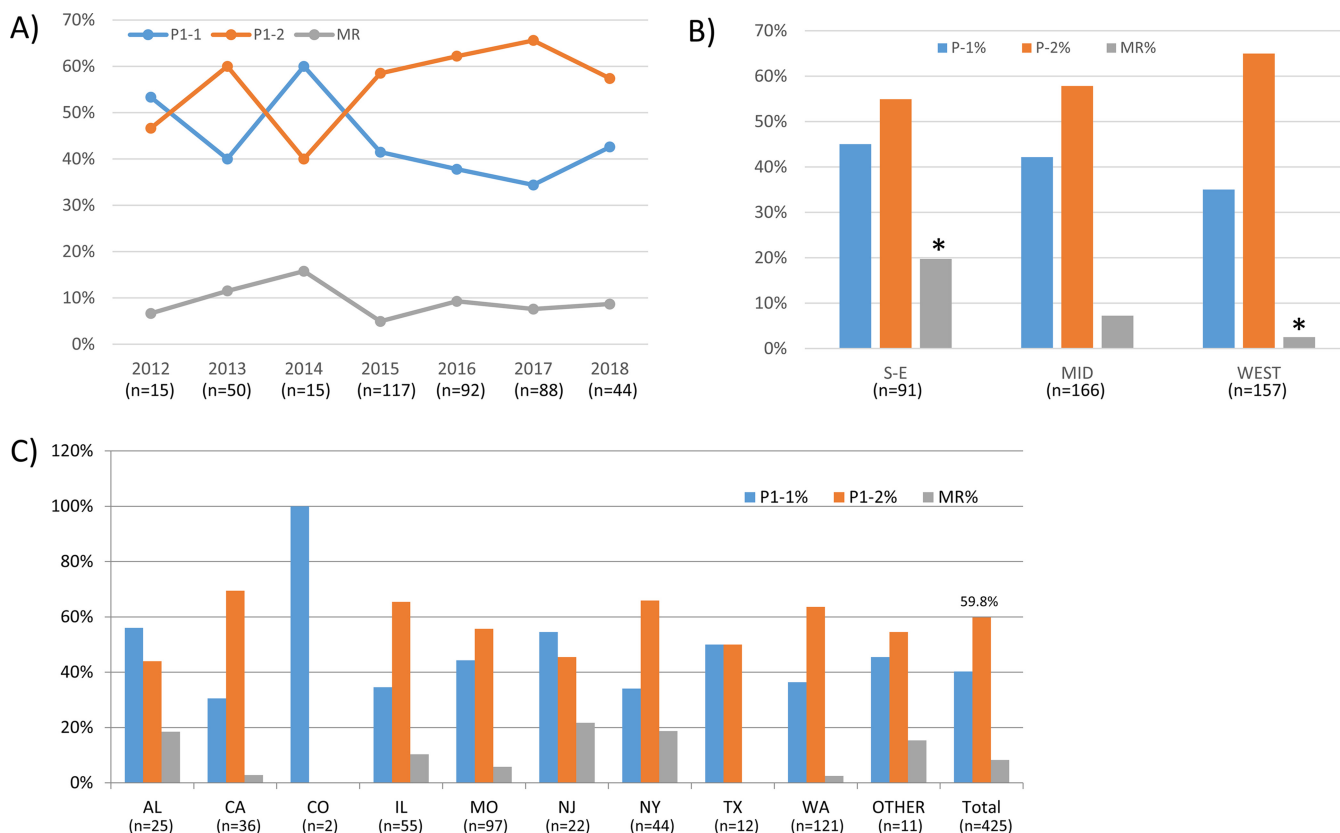 A)
P1-1 P1-2 MR
70%
60%
50%
40%
30%
20%
10%
0%
2012 2013 2014 2015 2016 2017 2018
(n=15) (n=50) (n=15) (n=117) (n=92) (n=88) (n=44)
B)
70%
P-1% P-2% MR%
60%
50%
40%
30%
20%
10%
0%
*
*
S-E MID WEST
(n=91) (n=166) (n=157)
C)
120%
P1-1% P1-2% MR%
100%
80%
60%
40%
20%
0%
59.8%
AL CA CO IL MO NJ NY TX WA OTHER Total
(n=25) (n=36) (n=2) (n=55) (n=97) (n=22) (n=44) (n=12) (n=121) (n=11) (n=425)